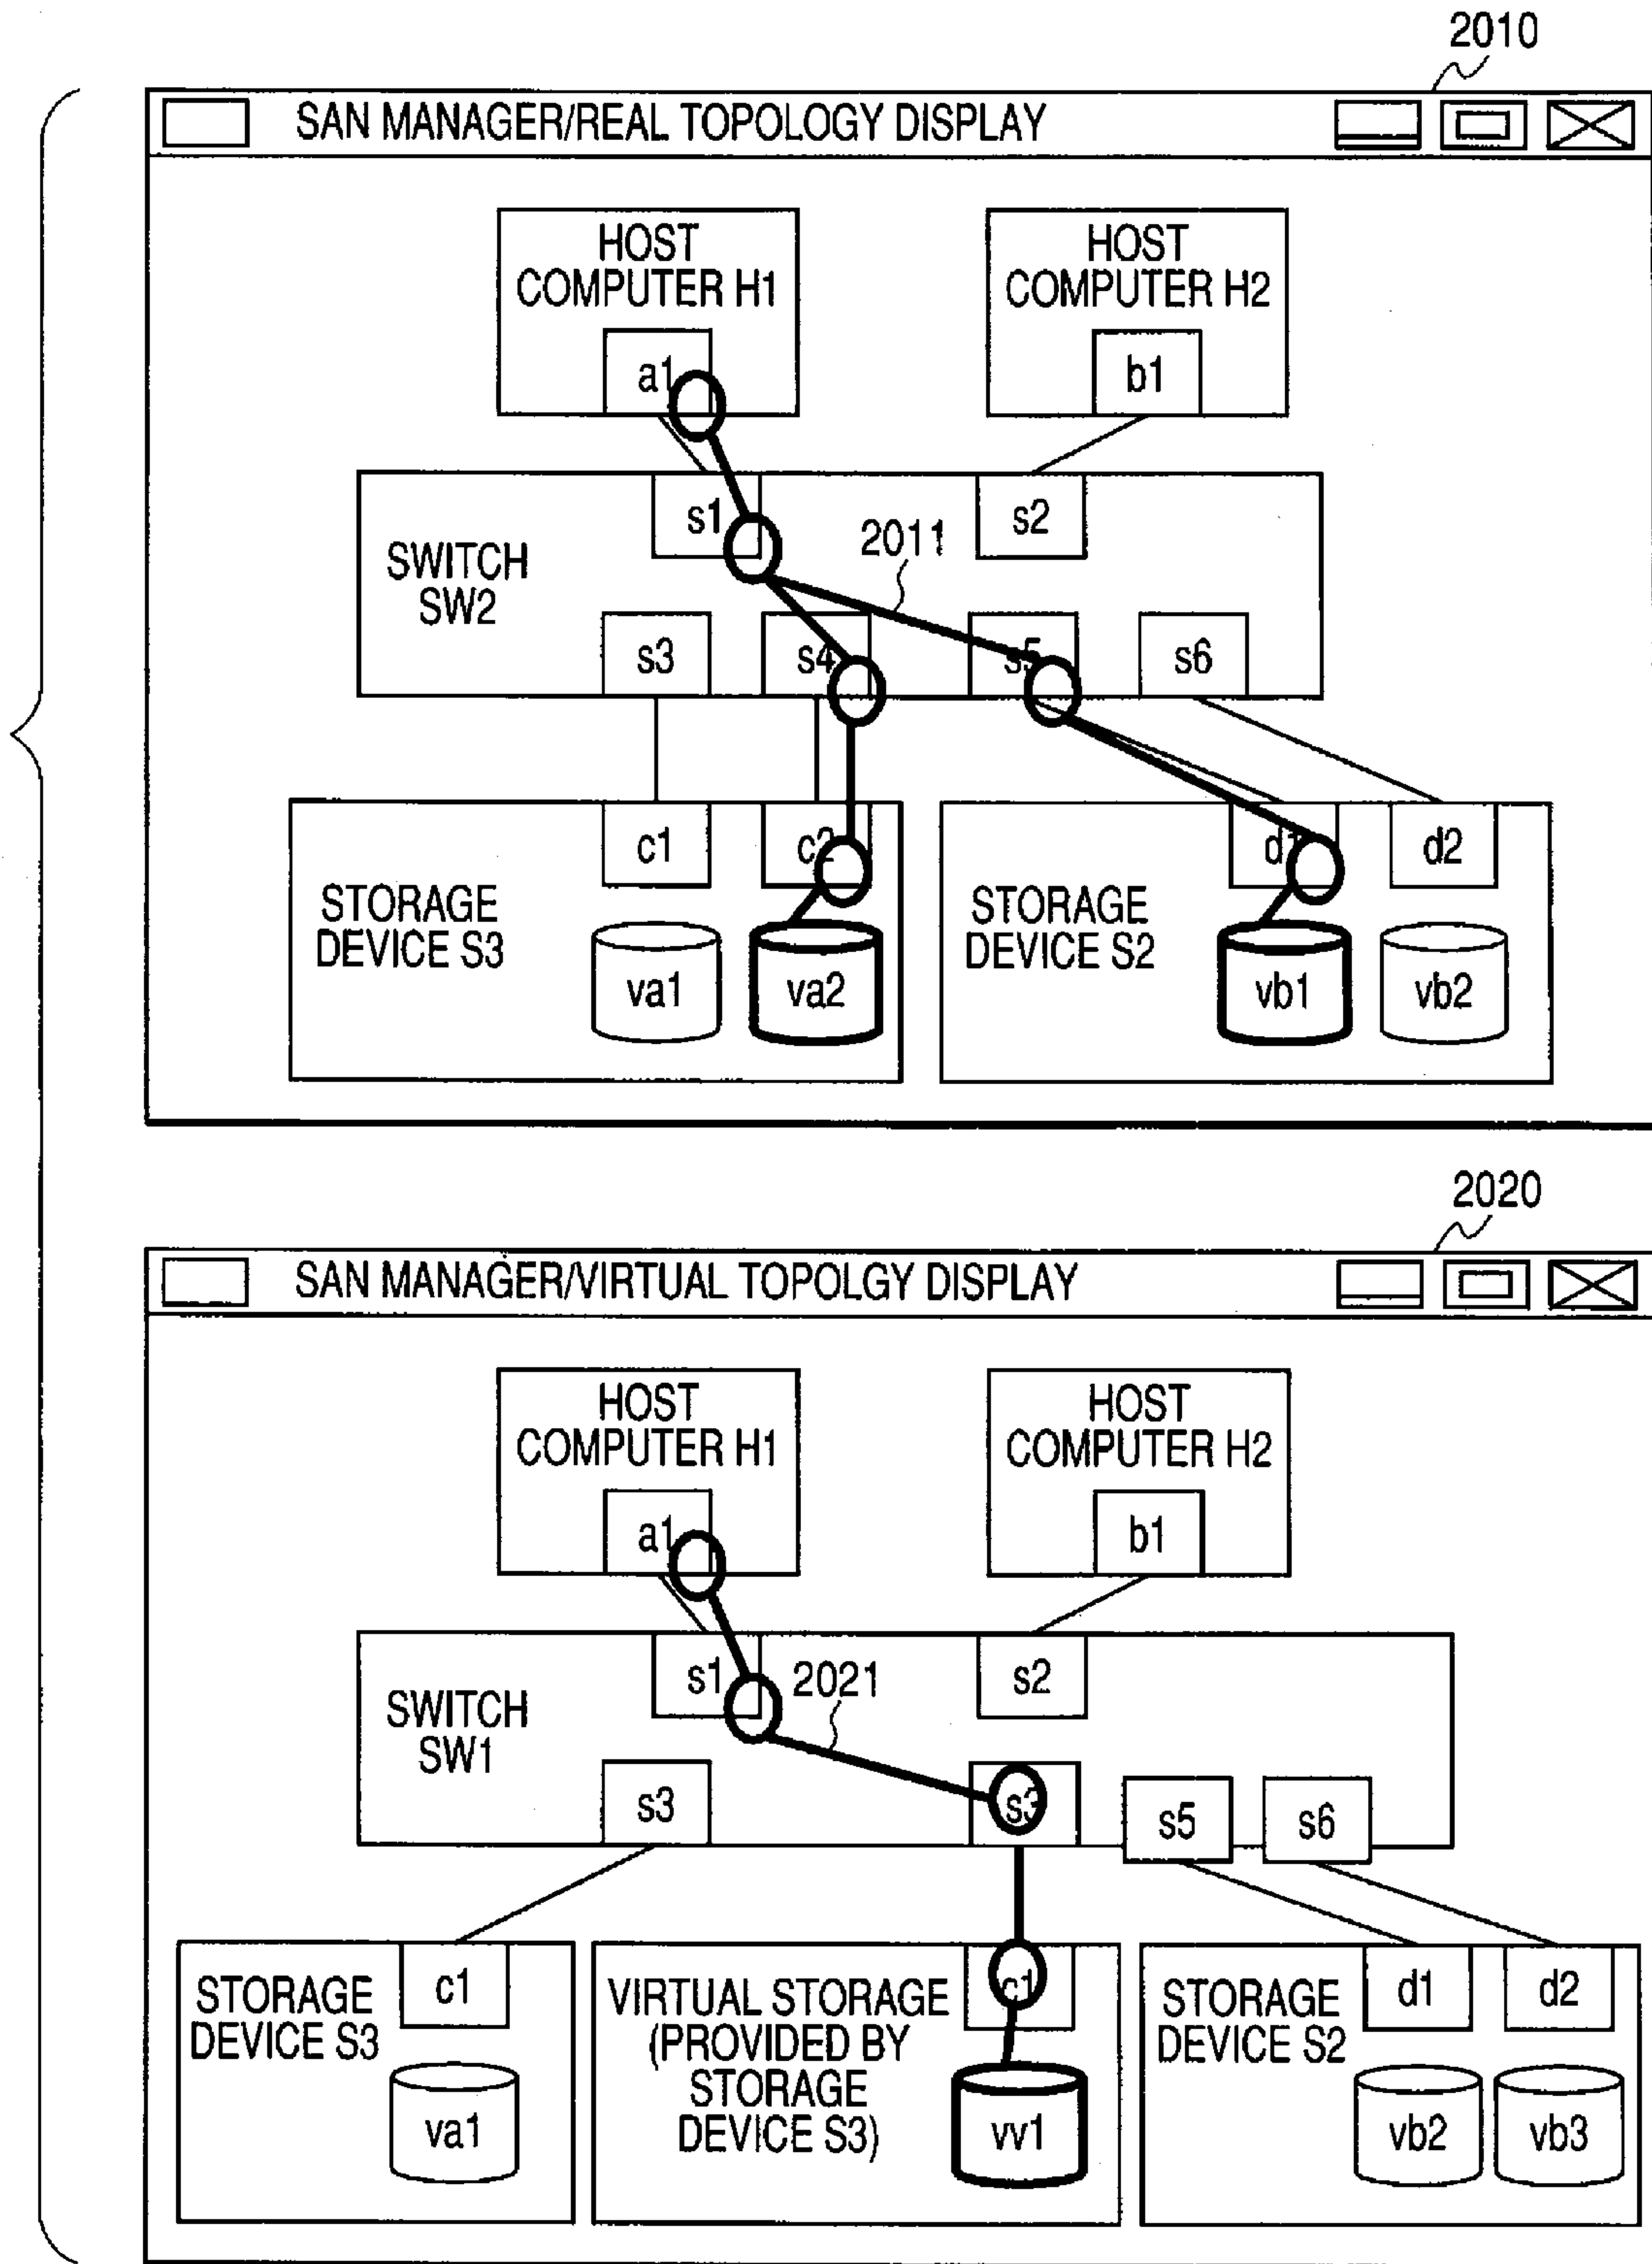 2010
SAN MANAGER/REAL TOPOLOGY DISPLAY
HOST
COMPUTER H1
a1
HOST
COMPUTER H2
b1
s1
s2
2011
SWITCH
SW2
s3
s4
s5
s6
c1
c2
d1
d2
STORAGE
DEVICE S3
va1
va2
STORAGE
DEVICE S2
vb1
vb2
2020
SAN MANAGER/VIRTUAL TOPOLGY DISPLAY
HOST
COMPUTER H1
a1
HOST
COMPUTER H2
b1
s1
s2
2021
SWITCH
SW1
s3
s3
s5
s6
STORAGE
DEVICE S3
c1
va1
VIRTUAL STORAGE
(PROVIDED BY
STORAGE
DEVICE S3)
c1
vv1
STORAGE
DEVICE S2
d1
d2
vb2
vb3